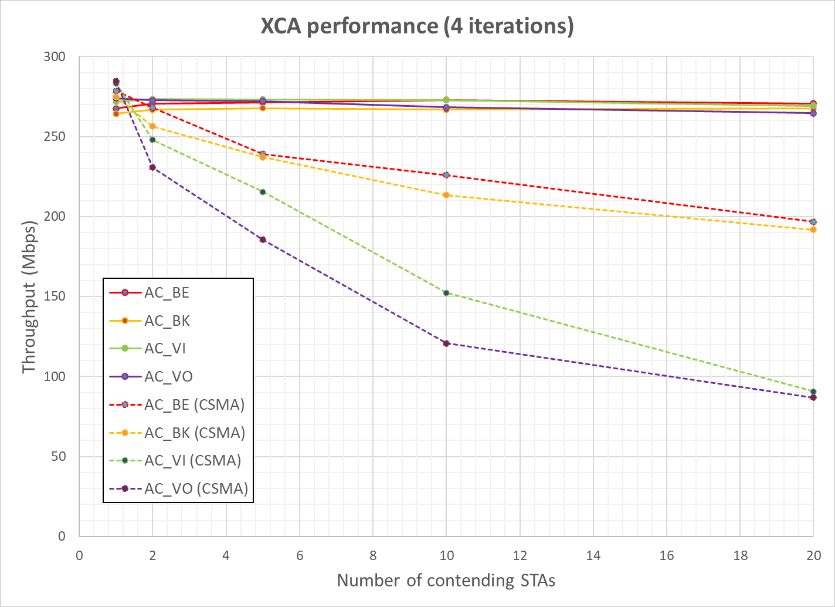 XCA performance (4 iterations)
300
250
200
150
100
50
0
Throughput (Mbps)
AC_BE
AC_BK
AC_VI
AC_VO
AC_BE (CSMA)
AC_BK (CSMA)
AC_VI (CSMA)
AC_VO (CSMA)
0 2 4 6 8 10 12 14 16 18 20
Number of contending STAs